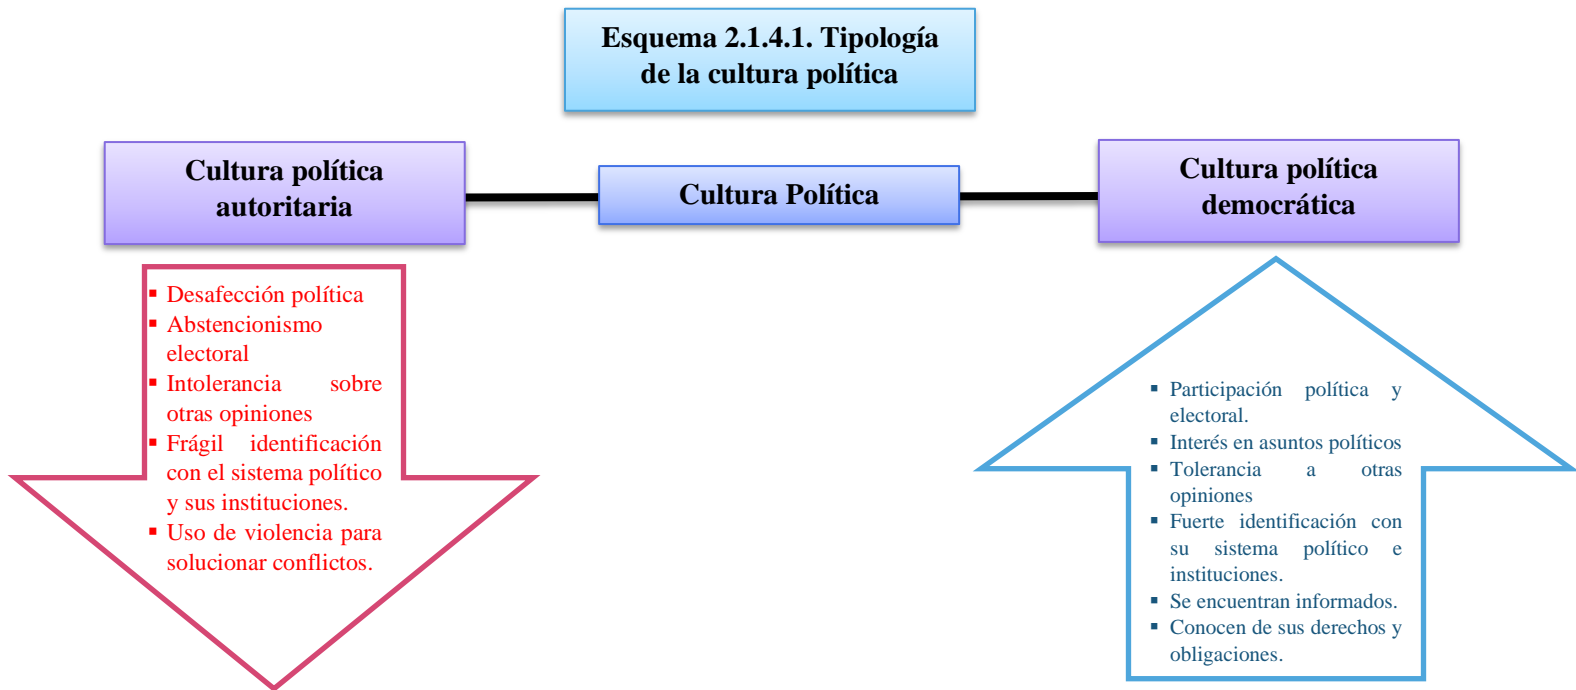 Esquema 2.1.4.1. Tipología
de la cultura política
Cultura política
autoritaria
Cultura Política
Cultura política
democrática
▪ Desafección política
▪ Abstencionismo
electoral
▪ Intolerancia sobre
otras opiniones
▪ Frágil identificación
con el sistema político
y sus instituciones.
▪ Uso de violencia para
solucionar conflictos.
▪ Participación política y
electoral.
▪ Interés en asuntos políticos
▪ Tolerancia a otras
opiniones
▪ Fuerte identificación con
su sistema político e
instituciones.
▪ Se encuentran informados.
▪ Conocen de sus derechos y
obligaciones.